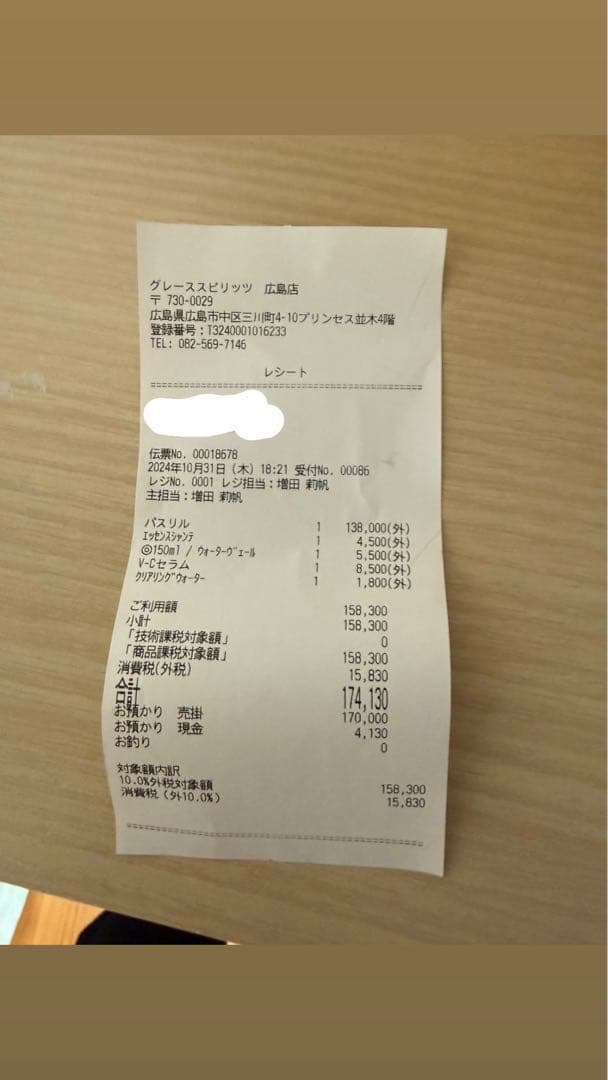 グレーススピリッツ 広島店
〒 730-0029
広島県広島市中区三川町4-10プリンセス並木4階
登録番号:T3240001016233
TEL: 082-569-7146
レシート
伝票No. 00018678
2024年10月31日(木) 18:21 受付No. 00086
レジNo. 0001 レジ担当:増田 莉帆
主担当:増田 莉帆
パスリル 1 138,000(外)
エッセンスシャンテ 1 4,500(外)
◎150ml / ウォーターヴェール 1 5,500(外)
V-Cセラム 1 8,500(外)
クリアリングウォーター 1 1,800(外)
ご利用額 158,300
小計 158,300
「技術課税対象額」 0
「商品課税対象額」 158,300
消費税(外税) 15,830
合計 174,130
お預かり 売掛 170,000
お預かり 現金 4,130
お釣り 0
対象額内訳
10.0%外税対象額 158,300
消費税 (外10.0%) 15,830